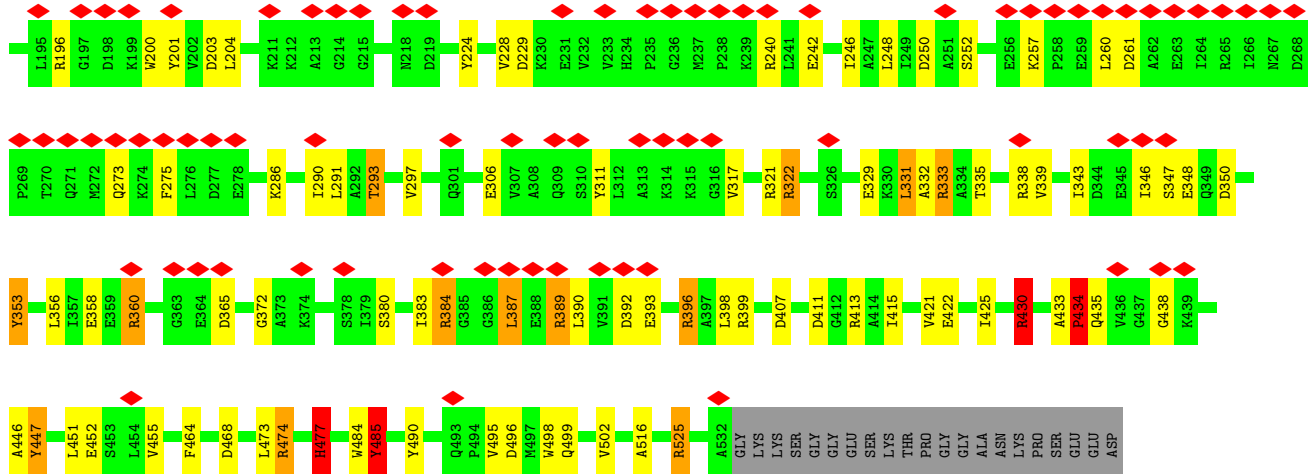 L195 R196 G197 D198 K199 W200 Y201 V202 D203 L204 K211 K212 A213 G214 G215 N218 D219 Y224 V228 D229 K230 E231 V232 V233 H234 P235 G236 M237 P238 K239 R240 L241 E242 I246 A247 L248 I249 D250 A251 S252 E256 K257 P258 E259 L260 D261 A262 E263 I264 R265 I266 N267 D268
P269 T270 Q271 M272 Q273 K274 F275 L276 D277 E278 K286 I290 L291 A292 T293 V297 Q301 E306 V307 A308 Q309 S310 Y311 L312 A313 K314 K315 G316 V317 R321 R322 S326 E329 K330 L331 A332 R333 A334 T335 R338 V339 I343 D344 E345 I346 S347 E348 Q349 D350
Y353 L356 I357 E358 E359 R360 G363 E364 D365 G372 A373 K374 S378 I379 S380 I383 R384 G385 G386 L387 E388 R389 L390 V391 D392 E393 R396 A397 L398 R399 D407 D411 G412 R413 A414 I415 V421 E422 I425 R430 A433 P434 Q435 V436 G437 G438 K439
A446 Y447 L451 E452 S453 L454 V455 F464 D468 L473 R474 H477 W484 Y485 Y490 Q493 P494 V495 D496 M497 W498 Q499 V502 A516 R525 A532 GLY LYS LYS SER GLY GLY GLU SER LYS THR PRO GLY GLY ALA ASN LYS PRO SER GLU GLU ASP